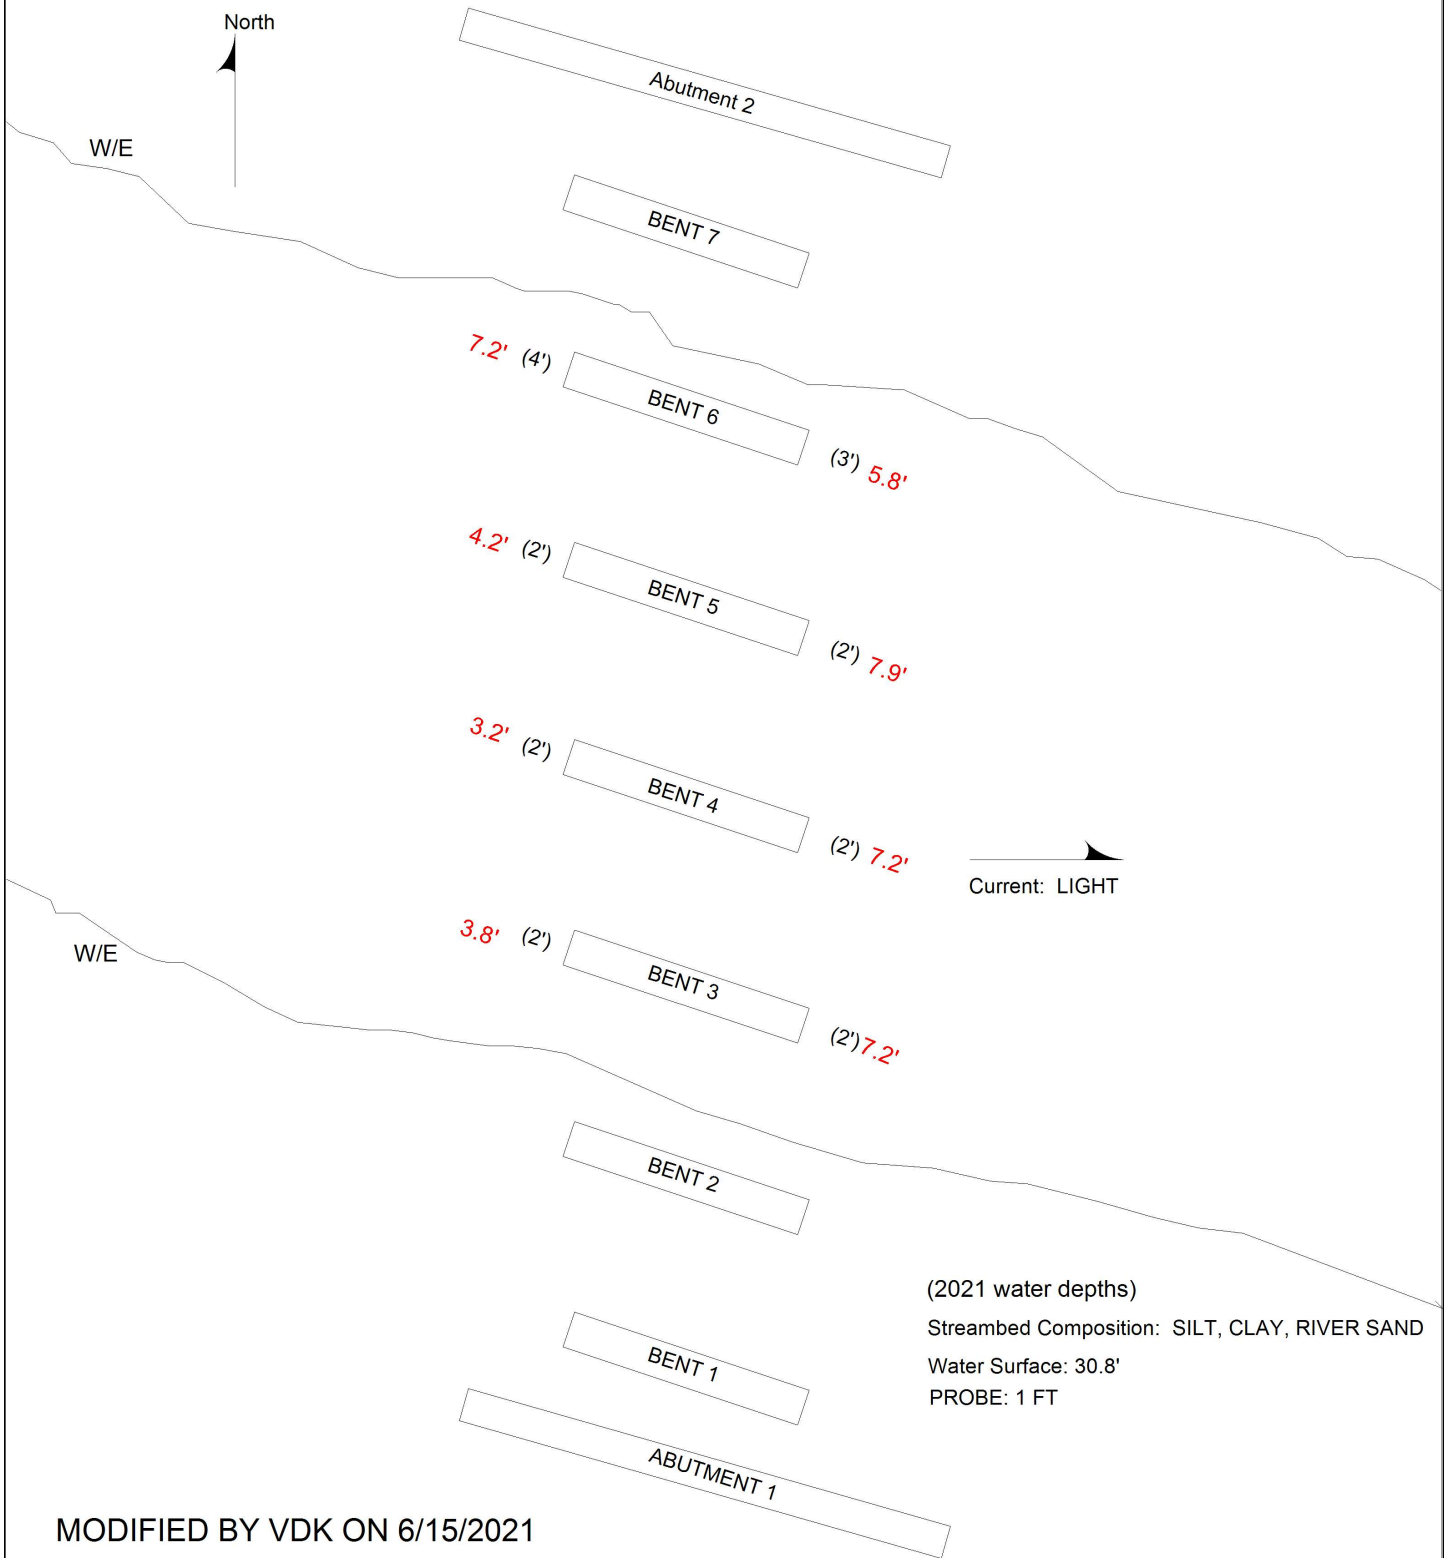 North
Abutment 2
W/E
BENT 7
7.2' (4')
BENT 6
(3') 5.8'
4.2' (2')
BENT 5
(2') 7.9'
3.2' (2')
BENT 4
(2') 7.2'
Current: LIGHT
3.8' (2')
W/E
BENT 3
(2') 7.2'
BENT 2
(2021 water depths)
Streambed Composition: SILT, CLAY, RIVER SAND
Water Surface: 30.8'
PROBE: 1 FT
BENT 1
ABUTMENT 1
MODIFIED BY VDK ON 6/15/2021